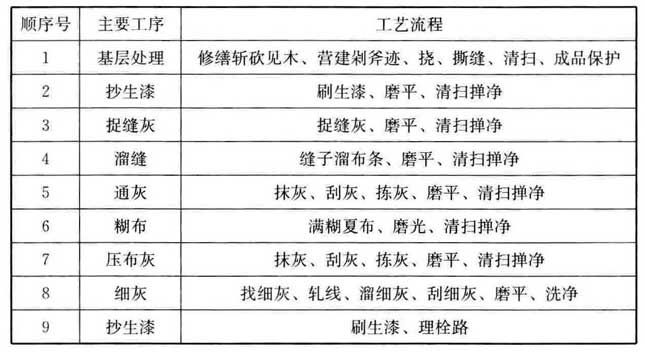 顺序号 主要工序 工艺流程
1 基层处理 修缮斩砍见木、营建剁斧迹、挠、撕缝、清扫、成品保护
2 抄生漆 刷生漆、磨平、清扫掸净
3 捉缝灰 捉缝灰、磨平、清扫掸净
4 溜缝 缝子溜布条、磨平、清扫掸净
5 通灰 抹灰、刮灰、拣灰、磨平、清扫掸净
6 糊布 满糊夏布、磨光、清扫掸净
7 压布灰 抹灰、刮灰、拣灰、磨平、清扫掸净
8 细灰 找细灰、轧线、溜细灰、刮细灰、磨平、洗净
9 抄生漆 刷生漆、理栓路